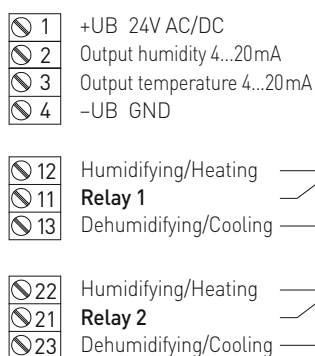 1 +UB 24V AC/DC
2 Output humidity 4...20mA
3 Output temperature 4...20mA
4 –UB GND
12 Humidifying/Heating
11 Relay 1
13 Dehumidifying/Cooling
22 Humidifying/Heating
21 Relay 2
23 Dehumidifying/Cooling